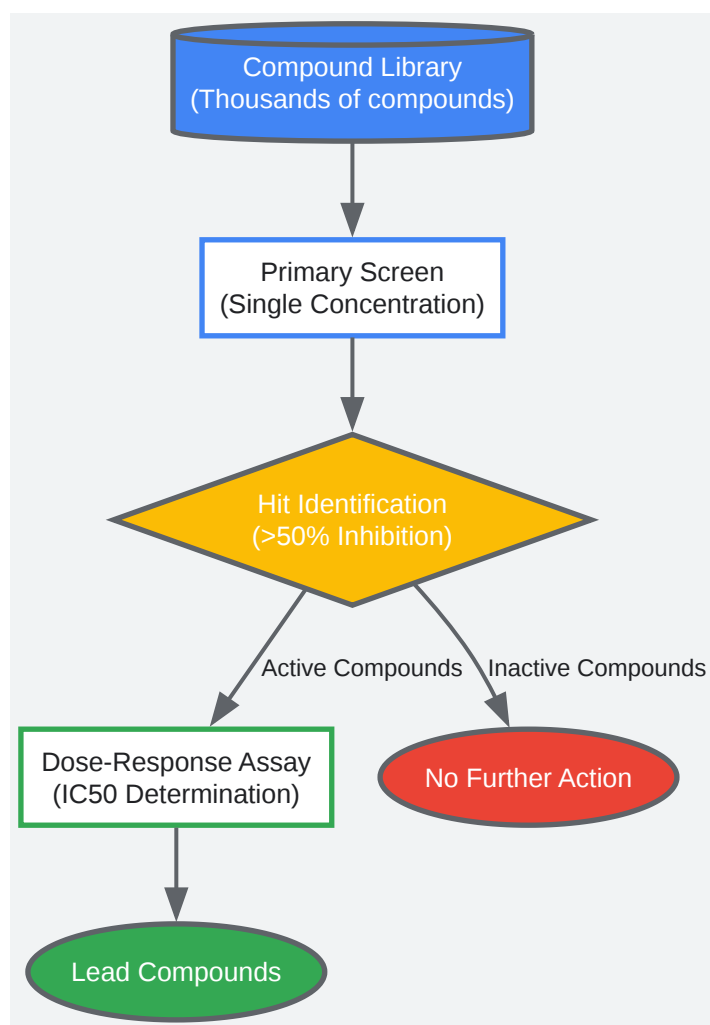 Compound Library
(Thousands of compounds)
Primary Screen
(Single Concentration)
Hit Identification
(>50% Inhibition)
Active Compounds
Inactive Compounds
Dose-Response Assay
(IC50 Determination)
No Further Action
Lead Compounds